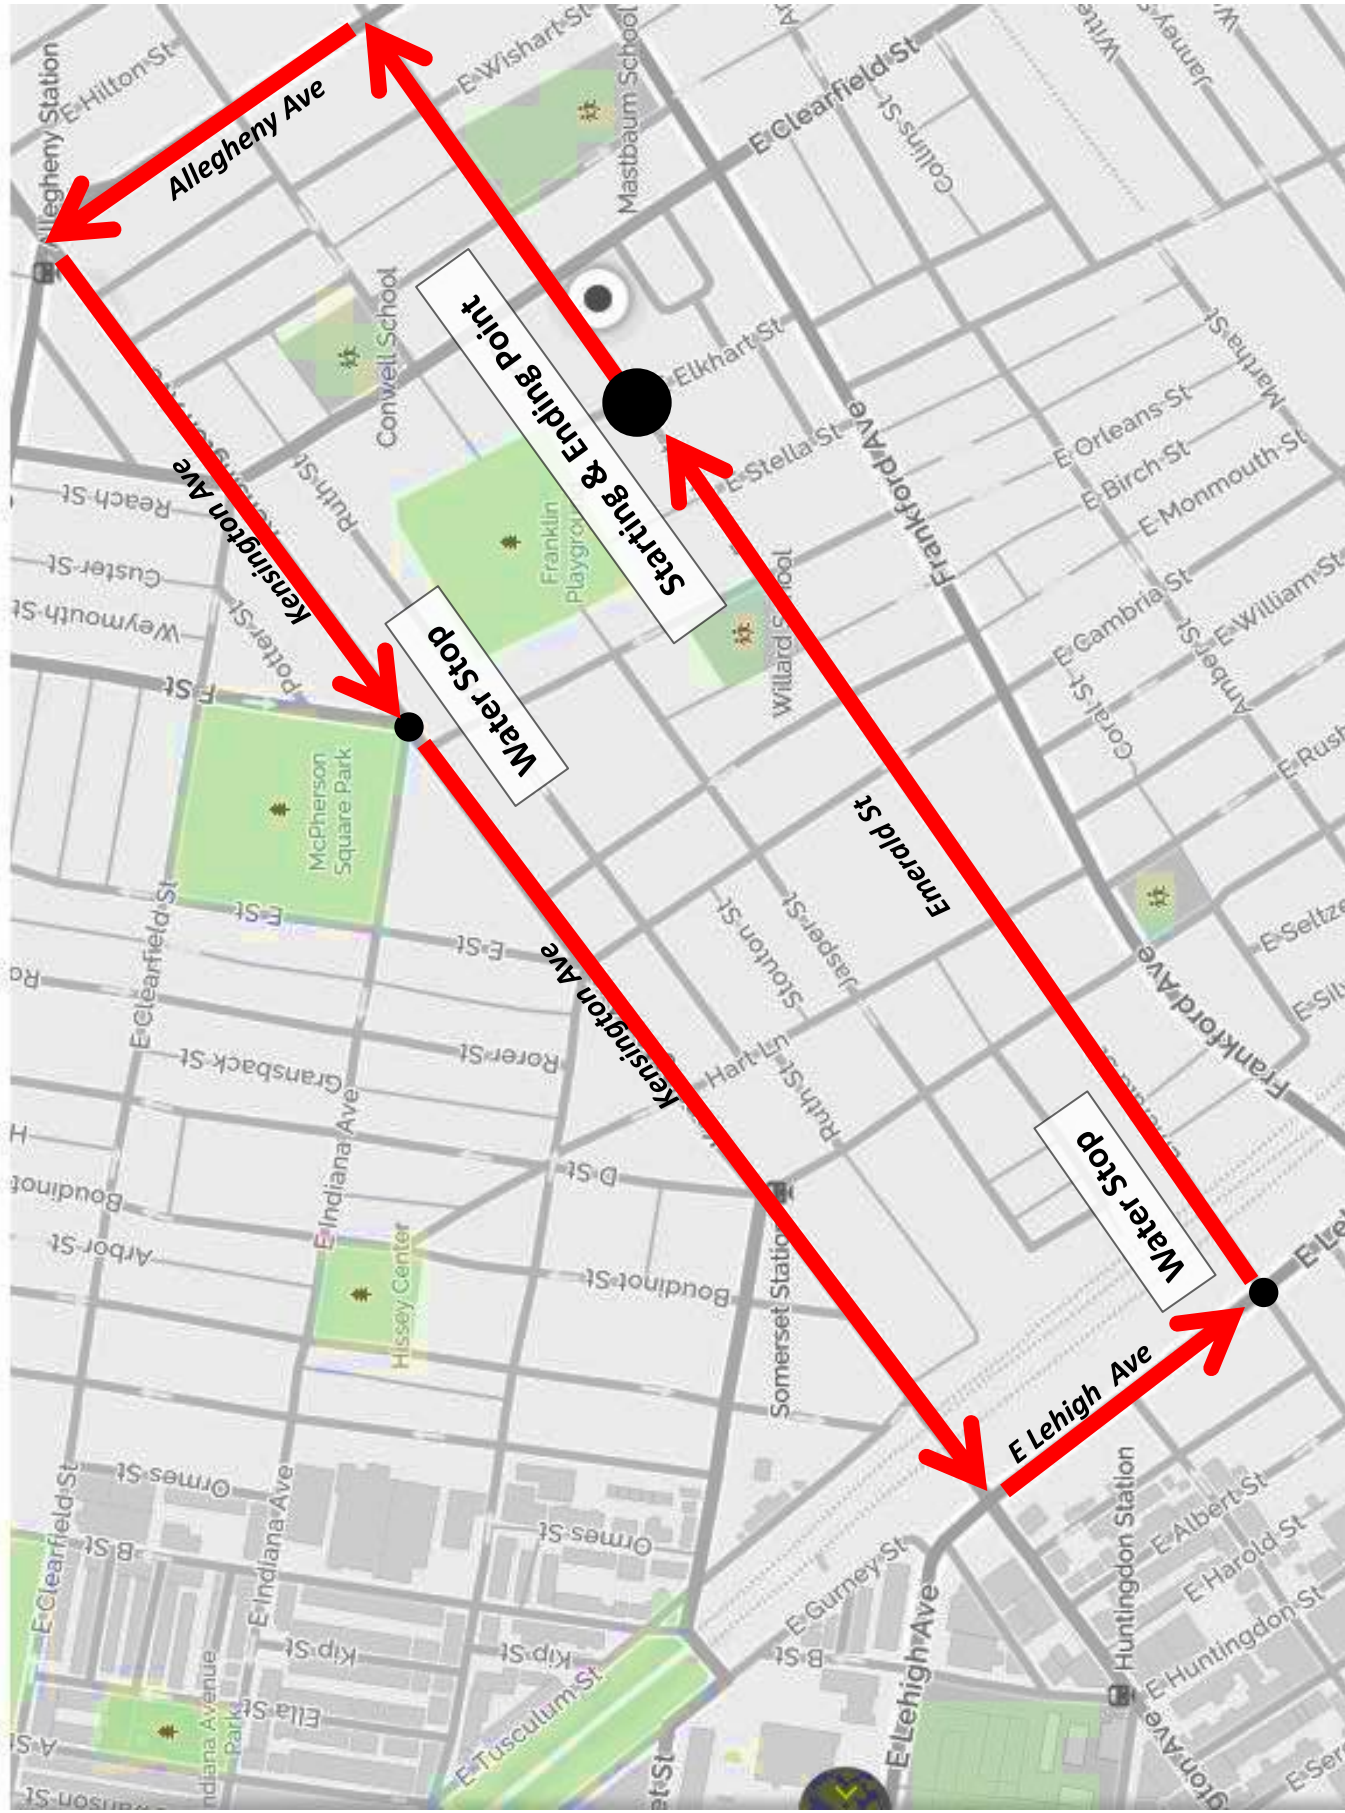 Allegheny Station
E Hilton St
Allegheny Ave
E Wishart St
Mastbaum School
E Clearfield St
Collins St
Janney
Conwell School
Starting & Ending Point
Elkhart St
E Stella St
Frankford Ave
Martha St
E Orleans St
E Birch St
E Monmouth St
Reach St
Custer St
Weymouth St
Kensington Ave
Ruth St
Potter St
F St
Franklin
Willard School
E Cambria St
E William St
Coral St
Amber St
E Rush
Water Stop
McPherson
Square Park
E St
E St
E Clearfield St
Emerald St
Jasper St
Stouton St
Kensington Ave
Hart Ln
Ruth St
Frankford Ave
Rorer St
Gransback St
E Indiana Ave
D St
Boudinot
Arbor St
Hissey Center
Boudinot St
Somerset Station
Water Stop
E Lehigh Ave
Ormes St
Ormes St
B St
E Clearfield St
E Indiana Ave
Kip St
Kip St
Ella St
E Tusculum St
E Gurney St
B St
E Lehigh Ave
Huntingdon Station
E Albert St
E Harold St
E Huntingdon St
A St